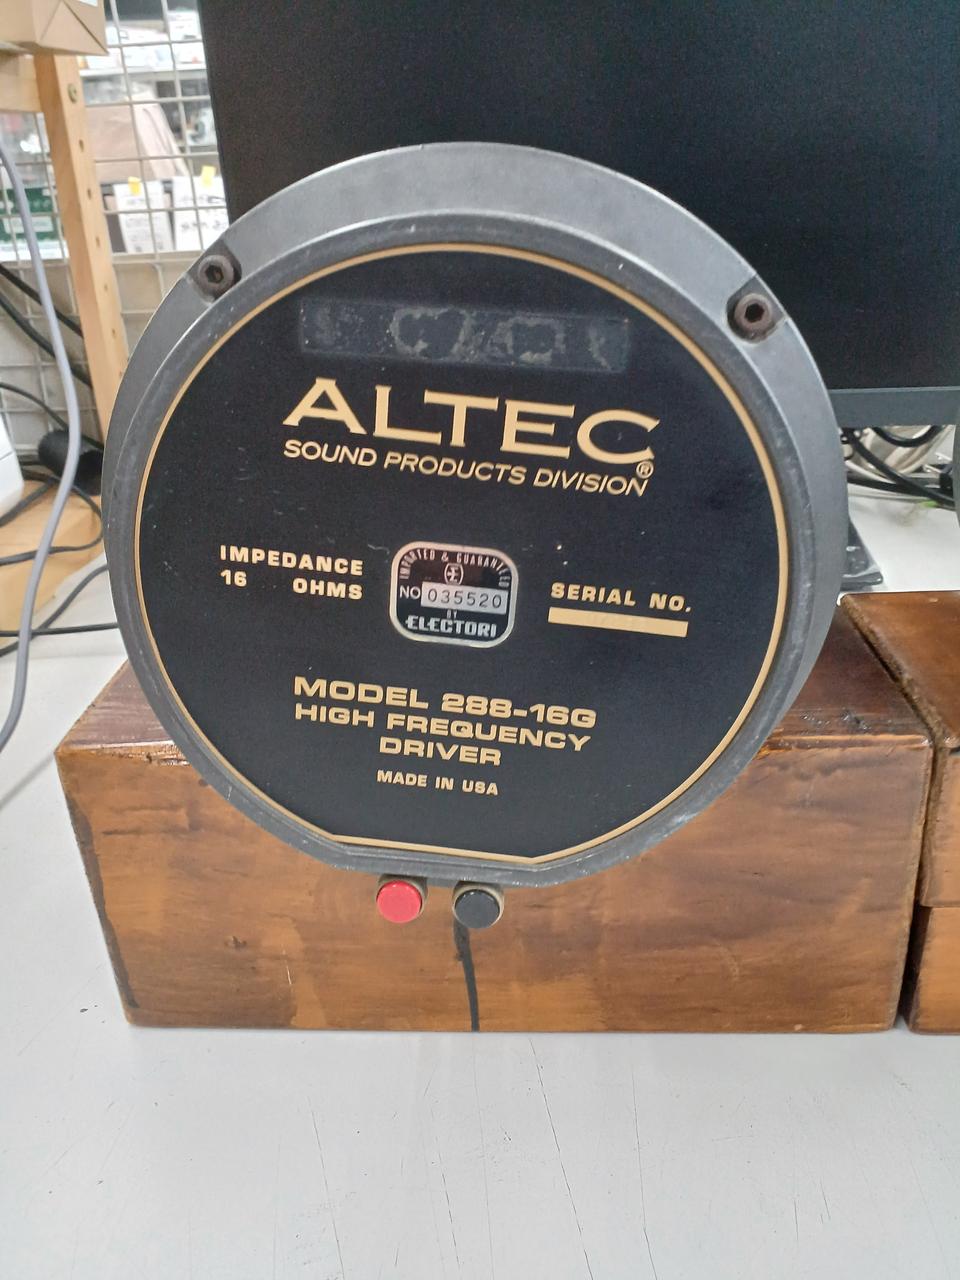 ALTEC
®
SOUND PRODUCTS DIVISION
IMPEDANCE
16 OHMS
IMPORTED & GUARANTEED
E
NO 035520
BY
ELECTORI
SERIAL NO.
MODEL 288-16G
HIGH FREQUENCY
DRIVER
MADE IN USA